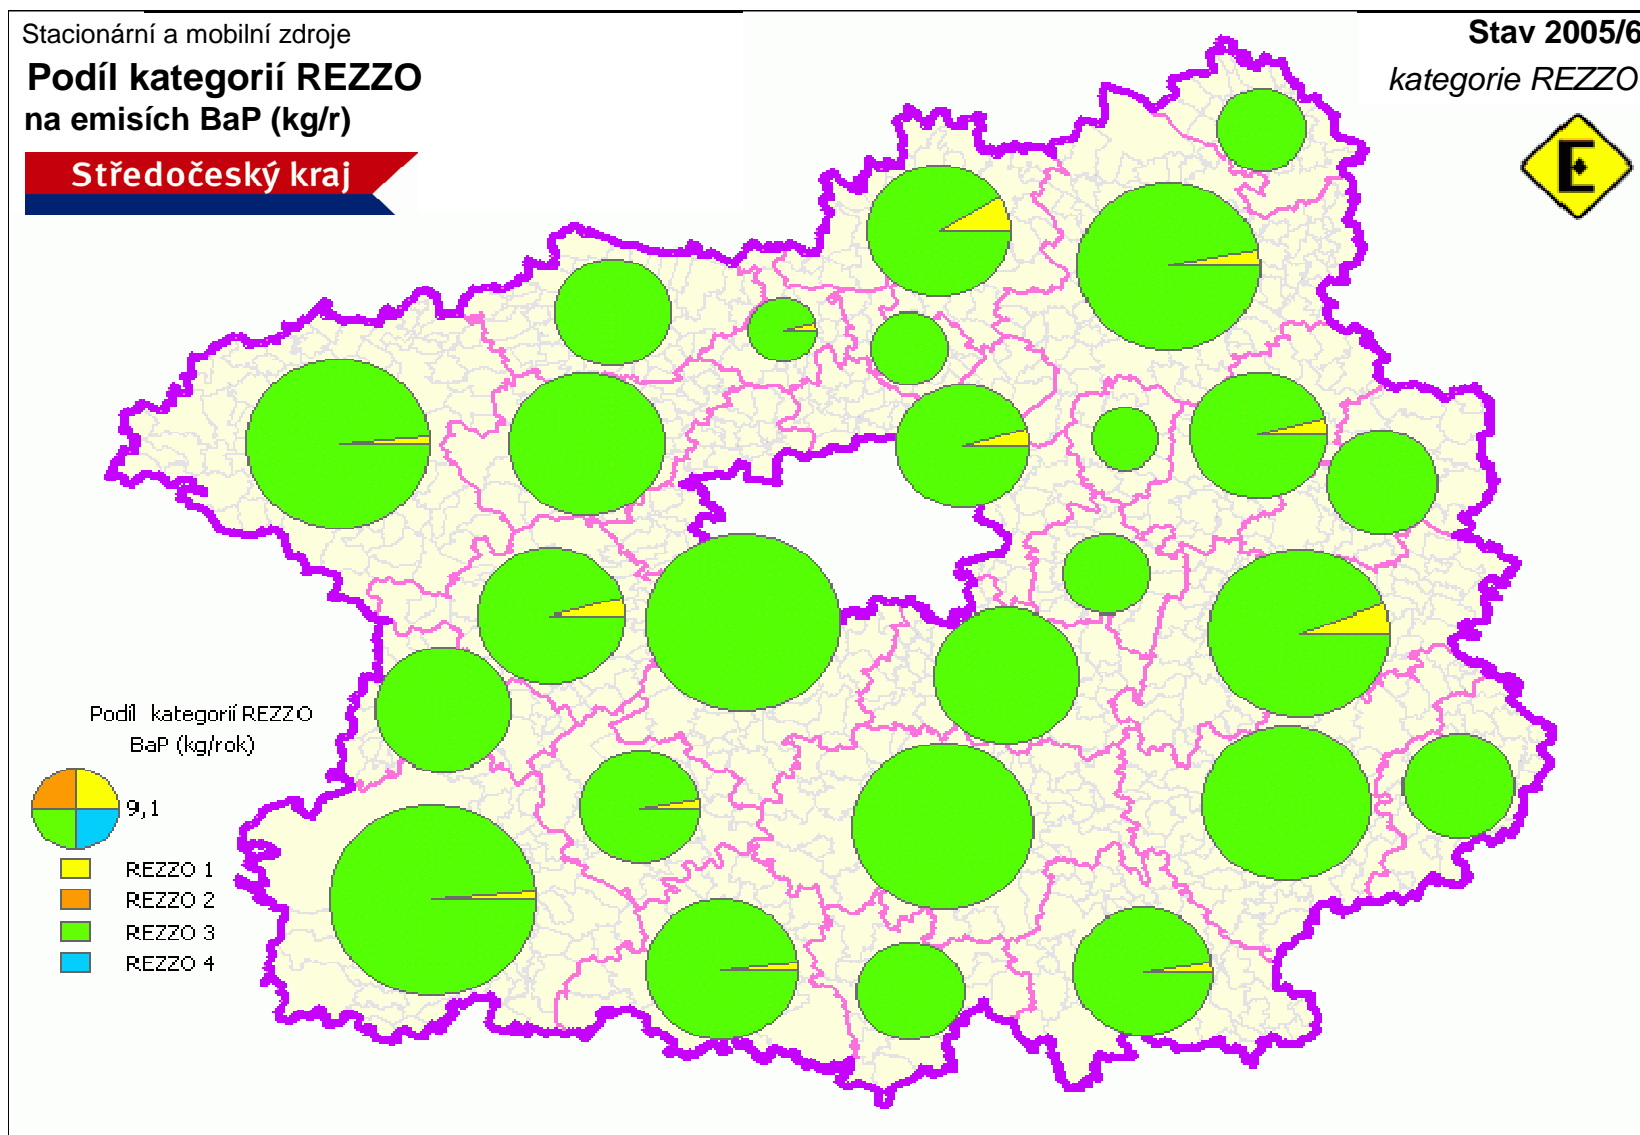 Stacionární a mobilní zdroje
Podíl kategorií REZZO
na emisích BaP (kg/r)
Středočeský kraj
Stav 2005/6
kategorie REZZO
E
Podíl kategorií REZZO
BaP (kg/rok)
9,1
REZZO 1
REZZO 2
REZZO 3
REZZO 4